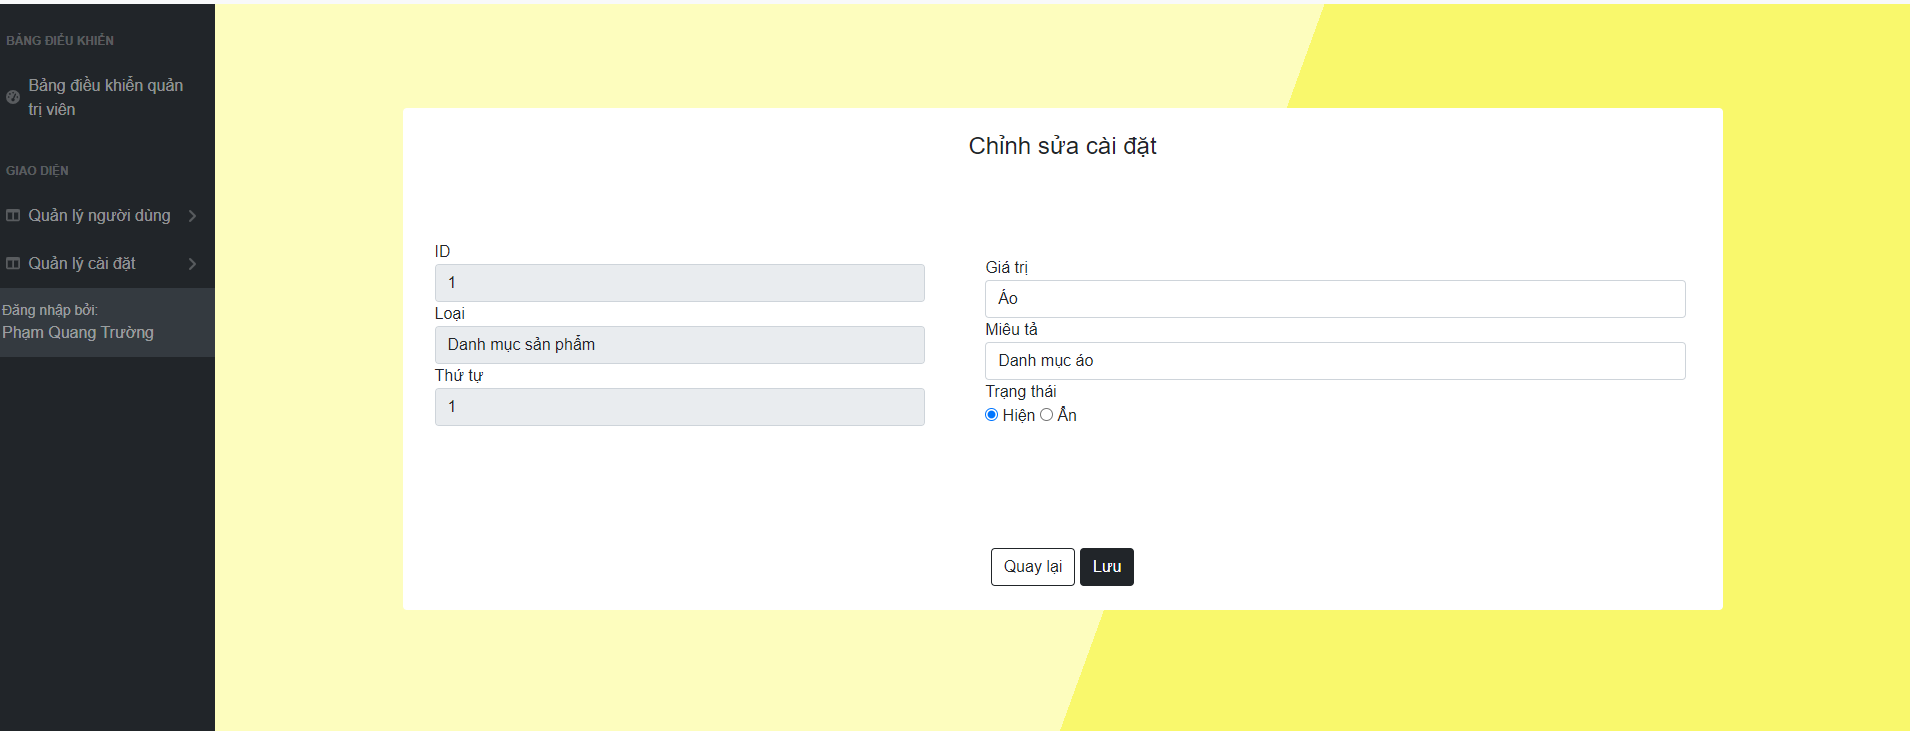 BẢNG ĐIỀU KHIỂN
Bảng điều khiển quản
trị viên
GIAO DIỆN
Quản lý người dùng
Quản lý cài đặt
Đăng nhập bởi:
Phạm Quang Trường
Chỉnh sửa cài đặt
ID
1
Loại
Danh mục sản phẩm
Thứ tự
1
Giá trị
Áo
Miêu tả
Danh mục áo
Trạng thái
Hiện Ẩn
Quay lại Lưu